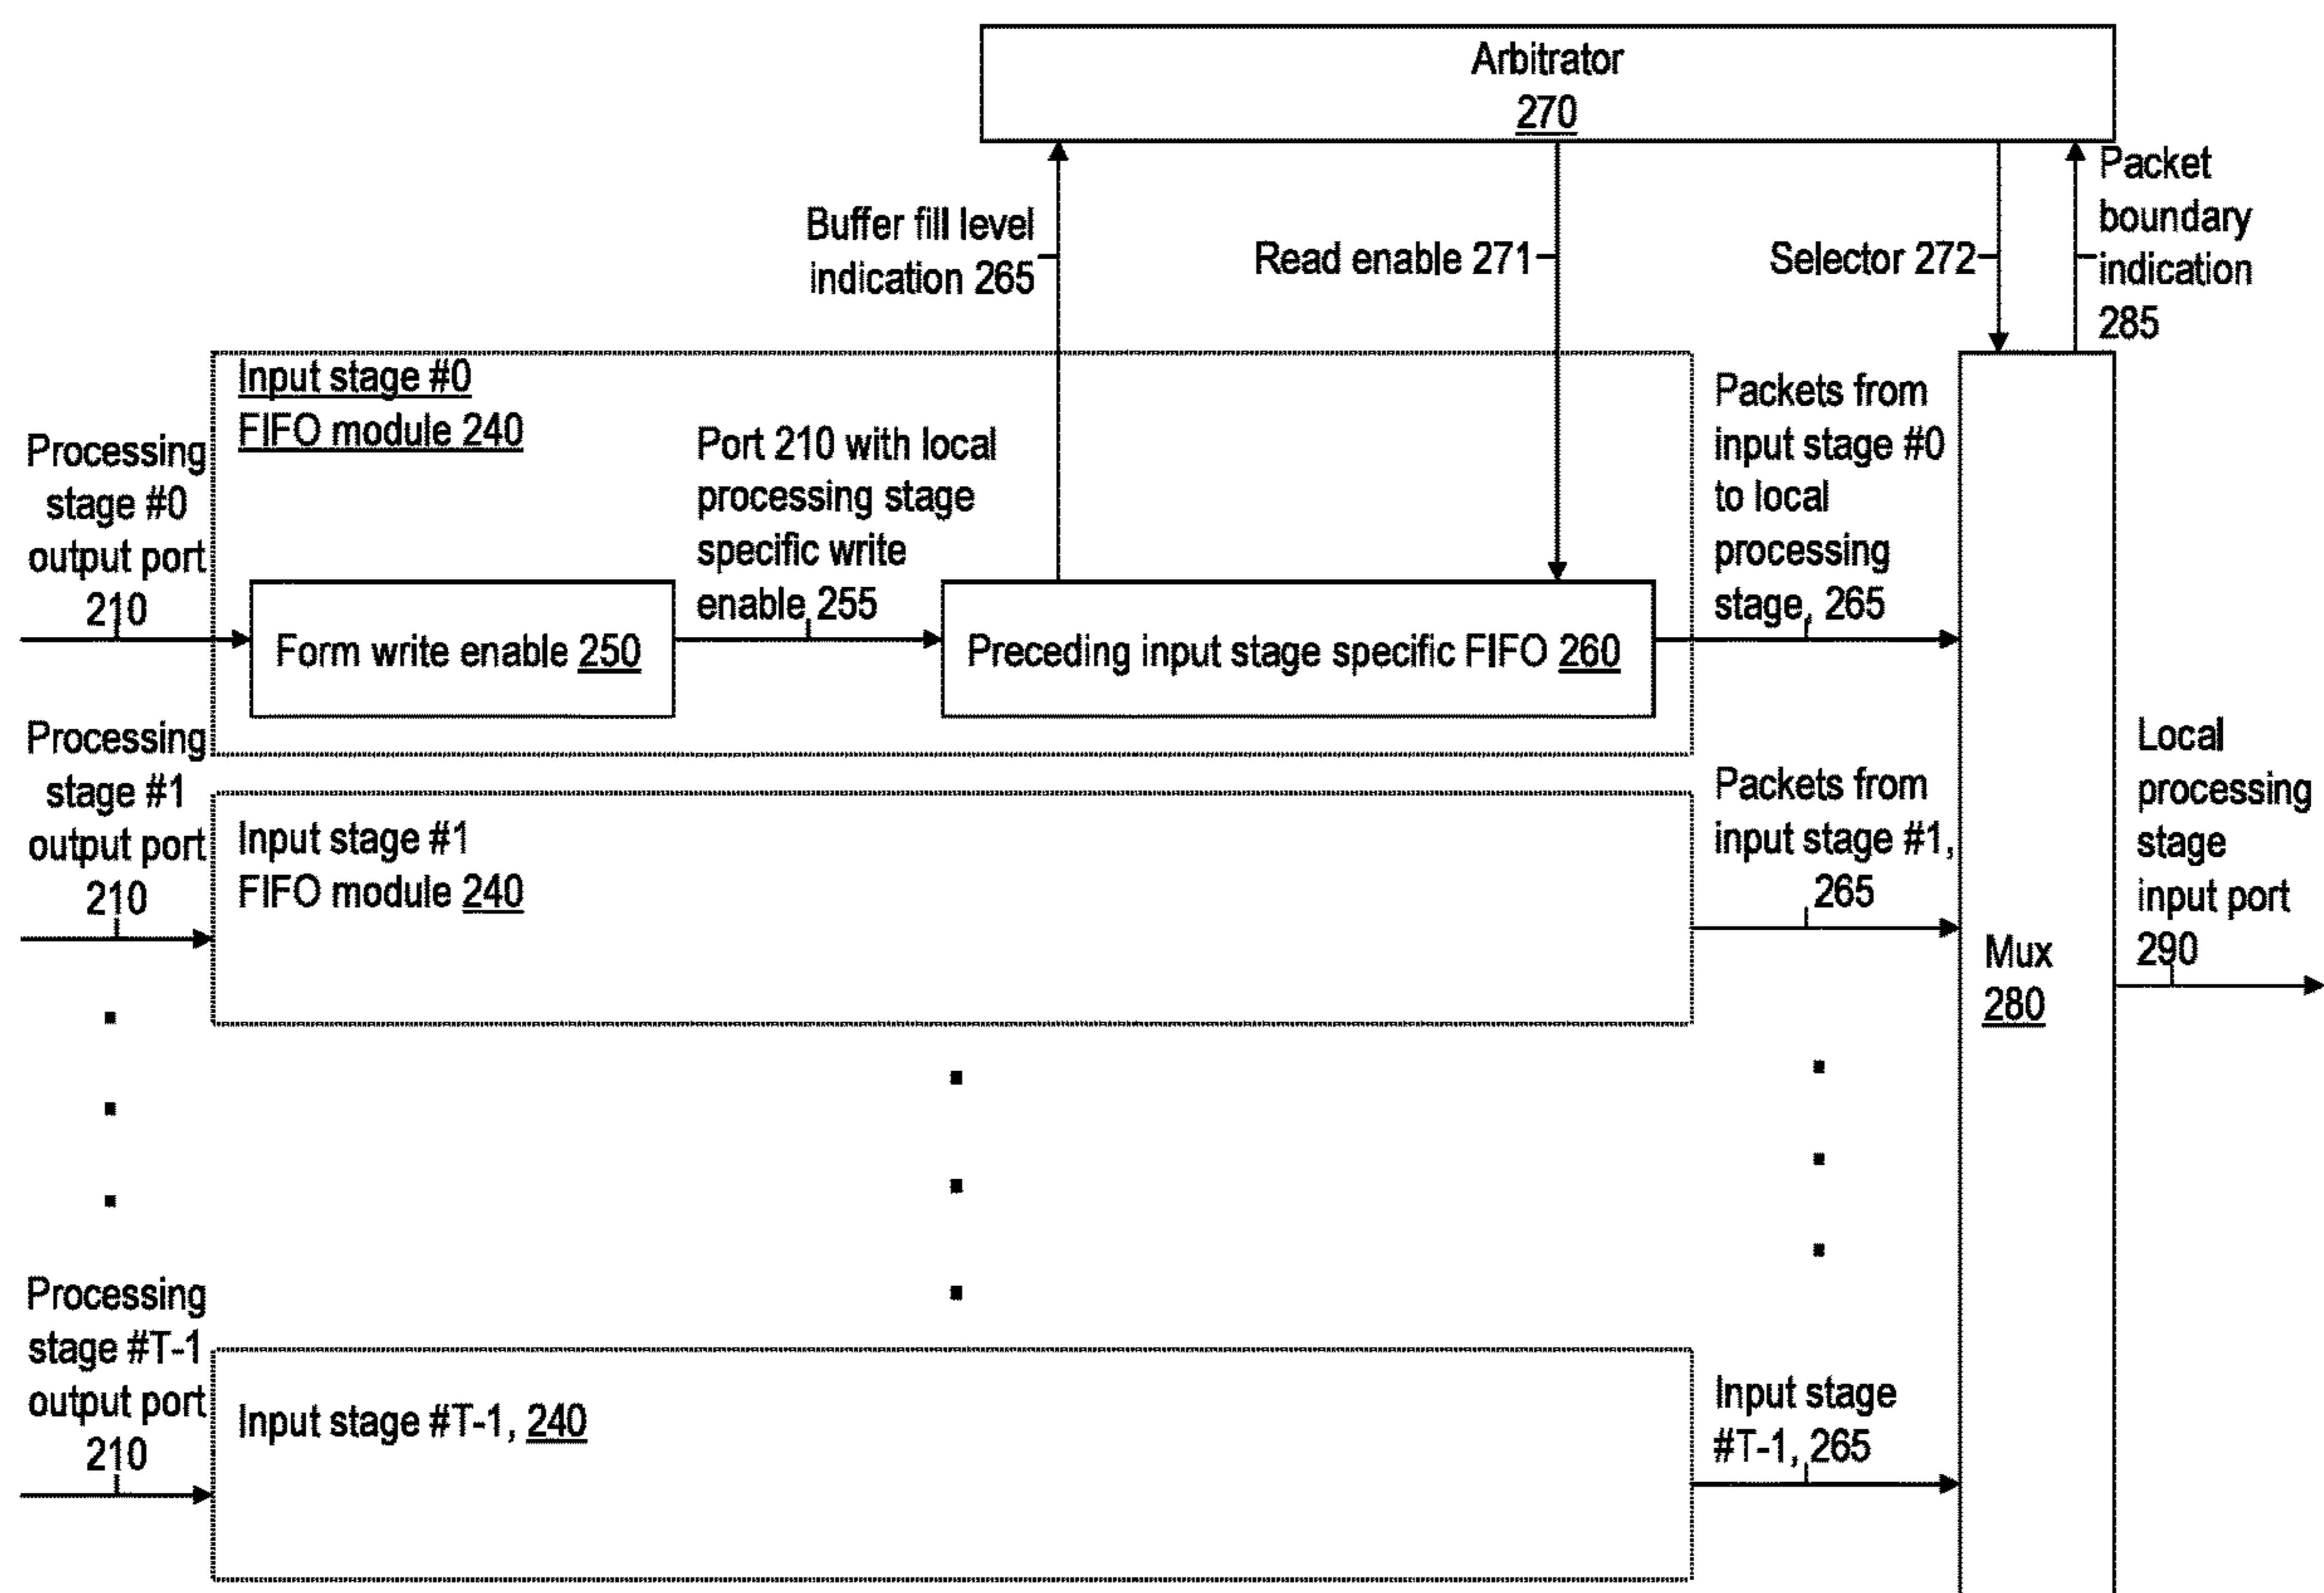 Arbitrator
270
Buffer fill level
indication 265
Read enable 271
Selector 272
Packet
boundary
indication
285
Input stage #0
FIFO module 240
Processing
stage #0
output port
210
Form write enable 250
Port 210 with local
processing stage
specific write
enable 255
Preceding input stage specific FIFO 260
Packets from
input stage #0
to local
processing
stage, 265
Processing
stage #1
output port
210
Input stage #1
FIFO module 240
Packets from
input stage #1,
265
Mux
280
Local
processing
stage
input port
290
Processing
stage #T-1
output port
210
Input stage #T-1, 240
Input stage
#T-1, 265